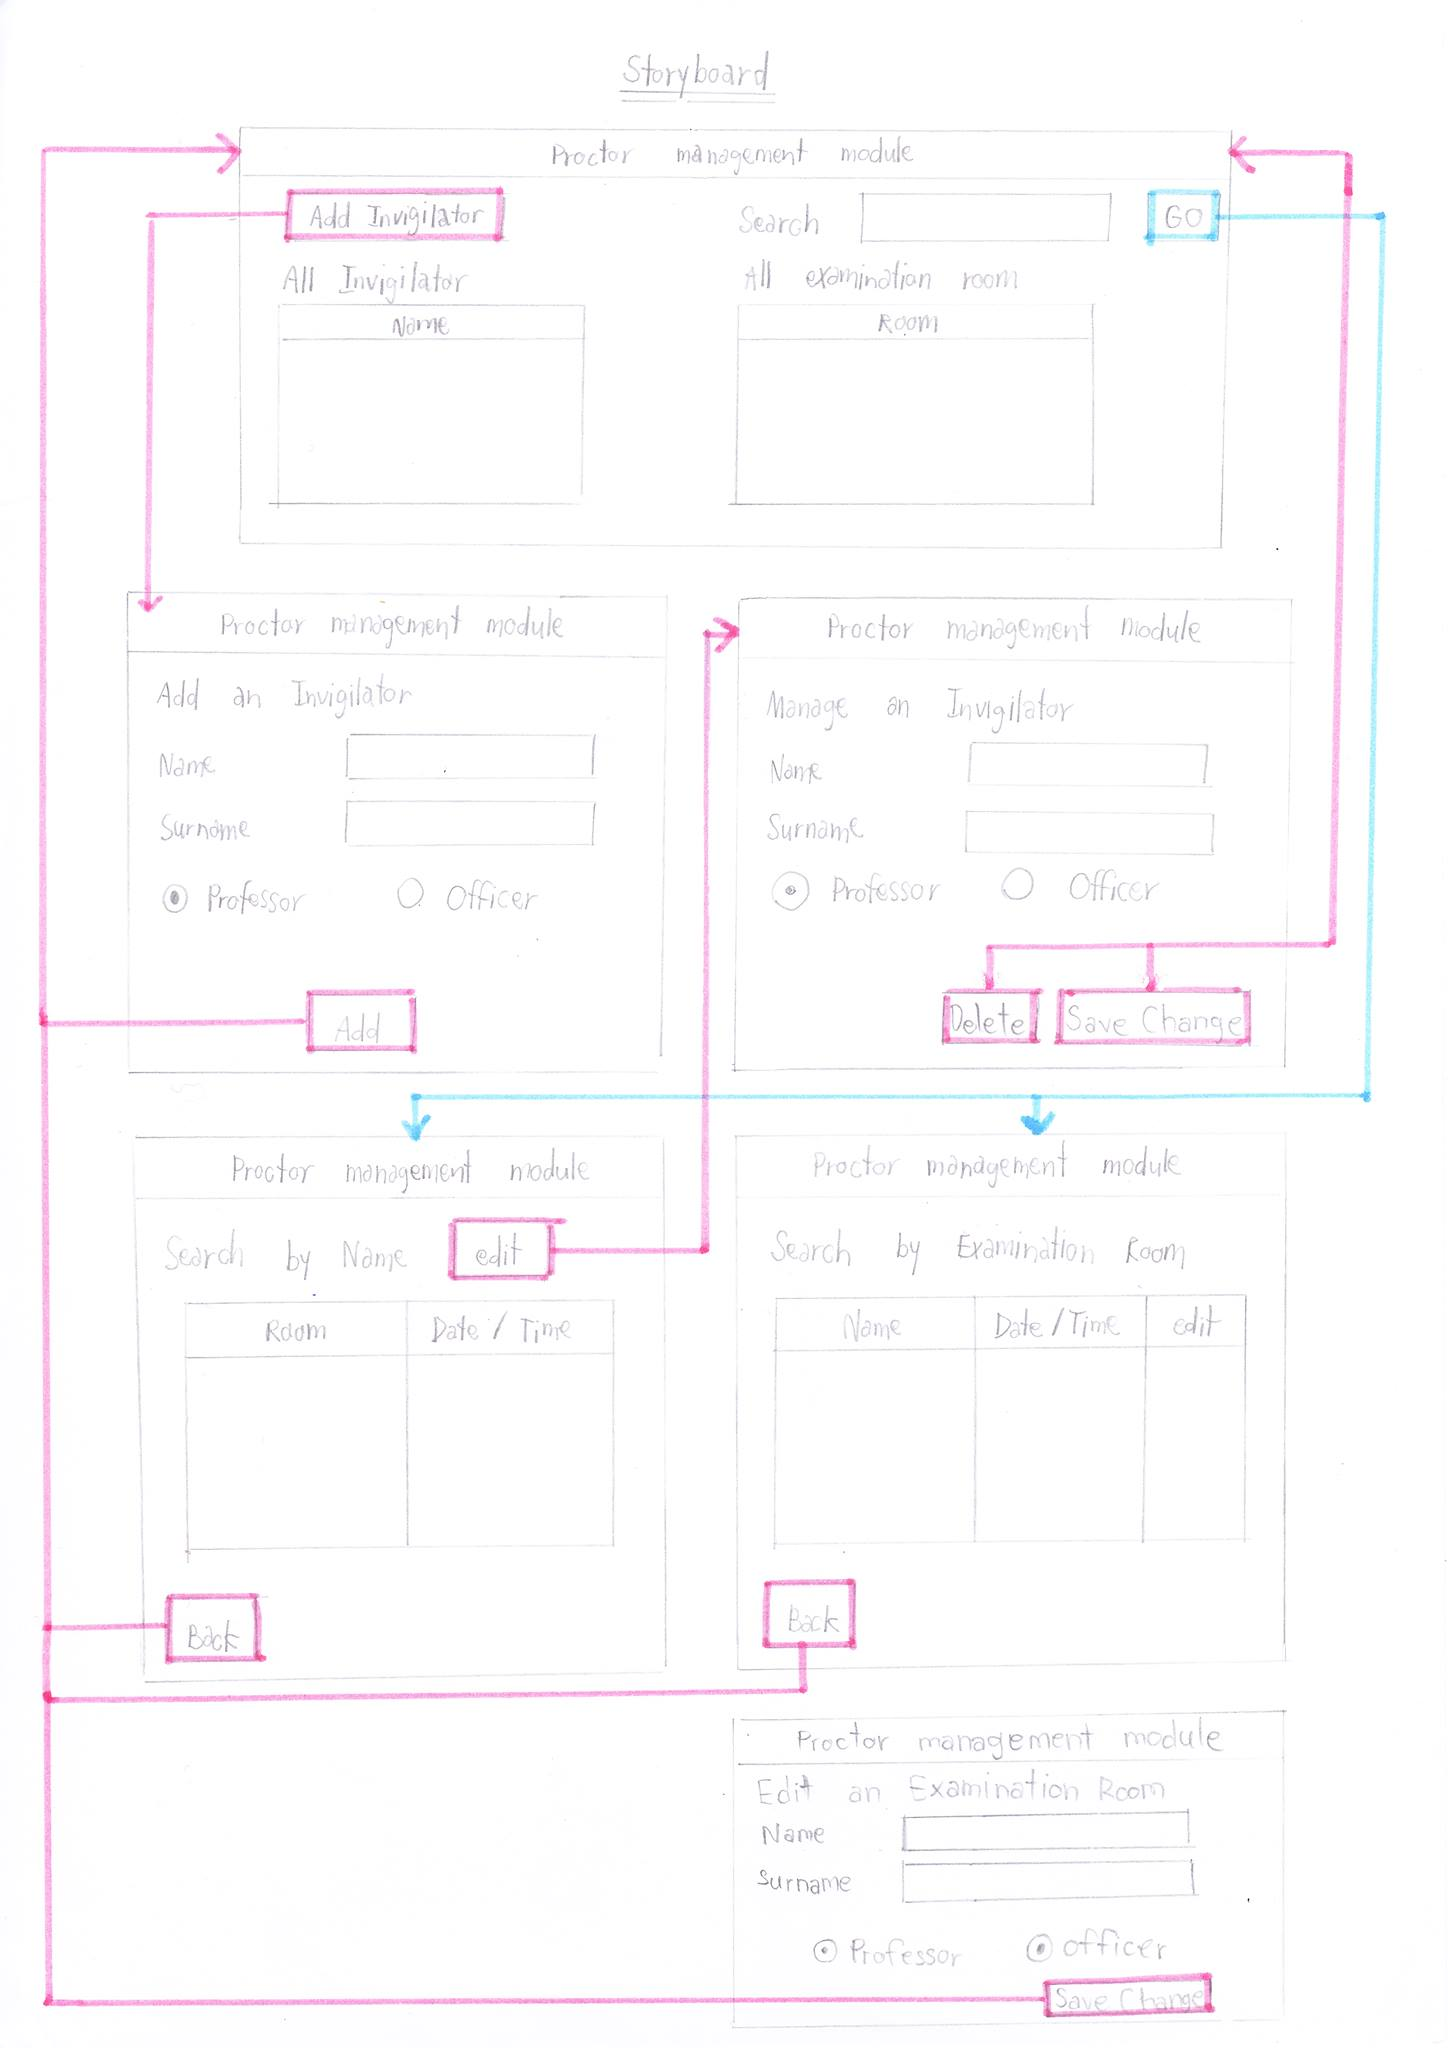 Storyboard
Proctor management module
Add Invigilator
Search
GO
All Invigilator
All examination room
Name
Room
Proctor management module
Add an Invigilator
Name
Surname
Professor
Officer
Add
Proctor management module
Manage an Invigilator
Name
Surname
Professor
Officer
Delete
Save Change
Proctor management module
Search by Name
edit
Room
Date / Time
Back
Proctor management module
Search by Examination Room
Name
Date / Time
edit
Back
Proctor management module
Edit an Examination Room
Name
Surname
Professor
officer
Save Change